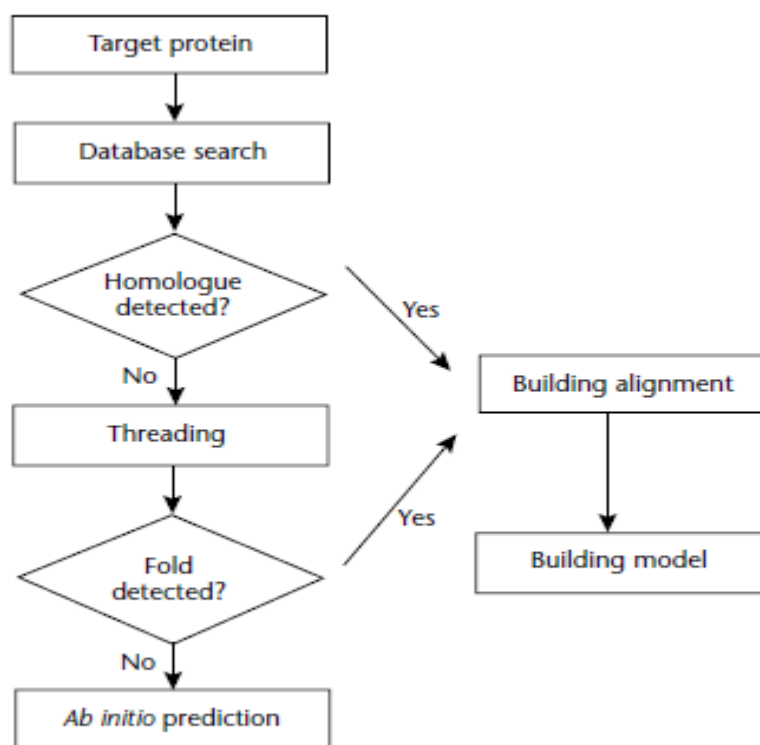 Target protein
Database search
Homologue
detected?
Yes
No
Building alignment
Threading
Yes
Fold
detected?
Building model
No
Ab initio prediction